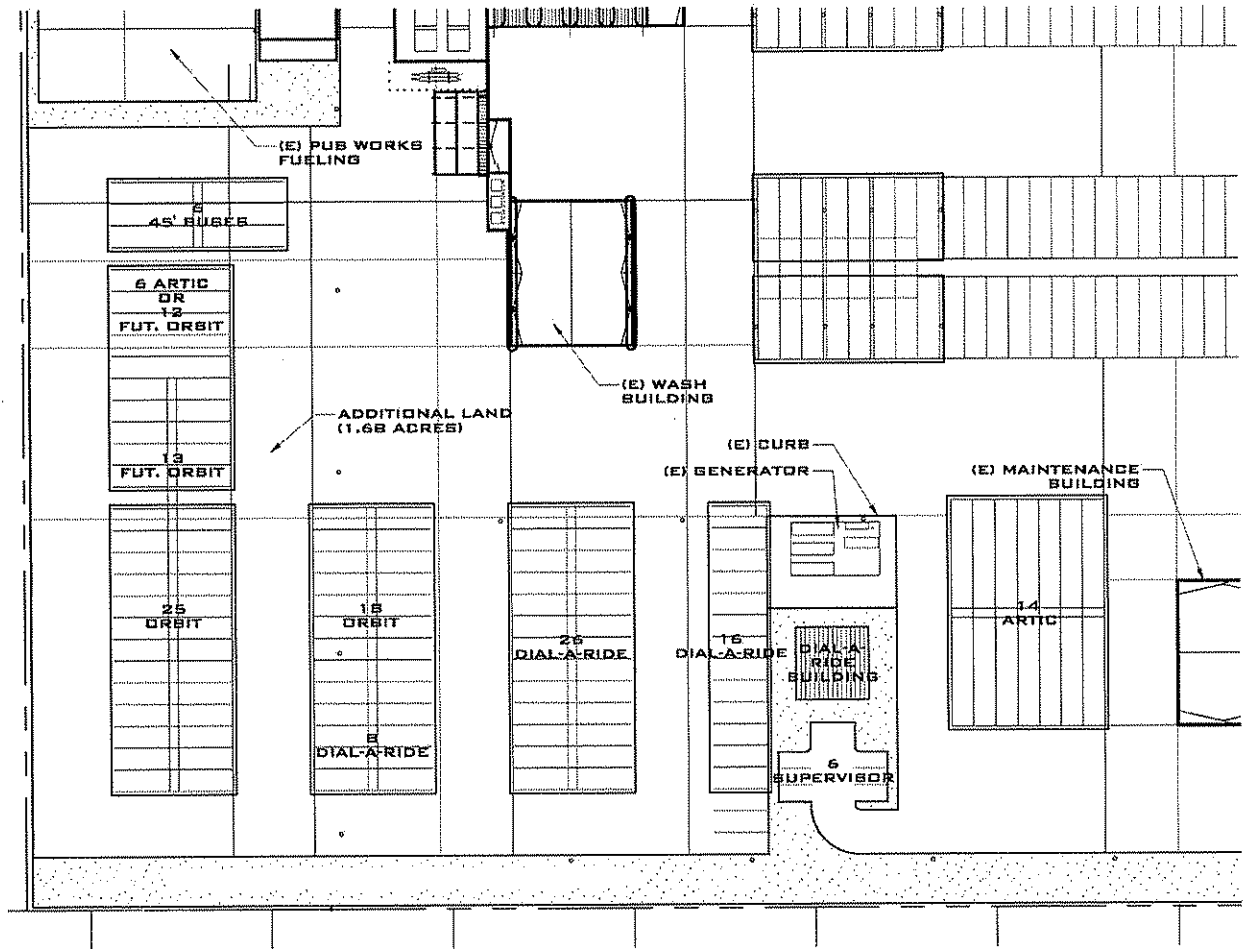 (E) PUB WORKS
FUELING
45' BUSES
6 ARTIC
OR
12
FUT. ORBIT
(E) WASH
BUILDING
ADDITIONAL LAND
(1.68 ACRES)
13
FUT. ORBIT
(E) CURB
(E) GENERATOR
(E) MAINTENANCE
BUILDING
25
ORBIT
18
ORBIT
26
DIAL-A-RIDE
16
DIAL-A-RIDE
DIAL-A-
RIDE
BUILDING
14
ARTIC
8
DIAL-A-RIDE
6
SUPERVISOR